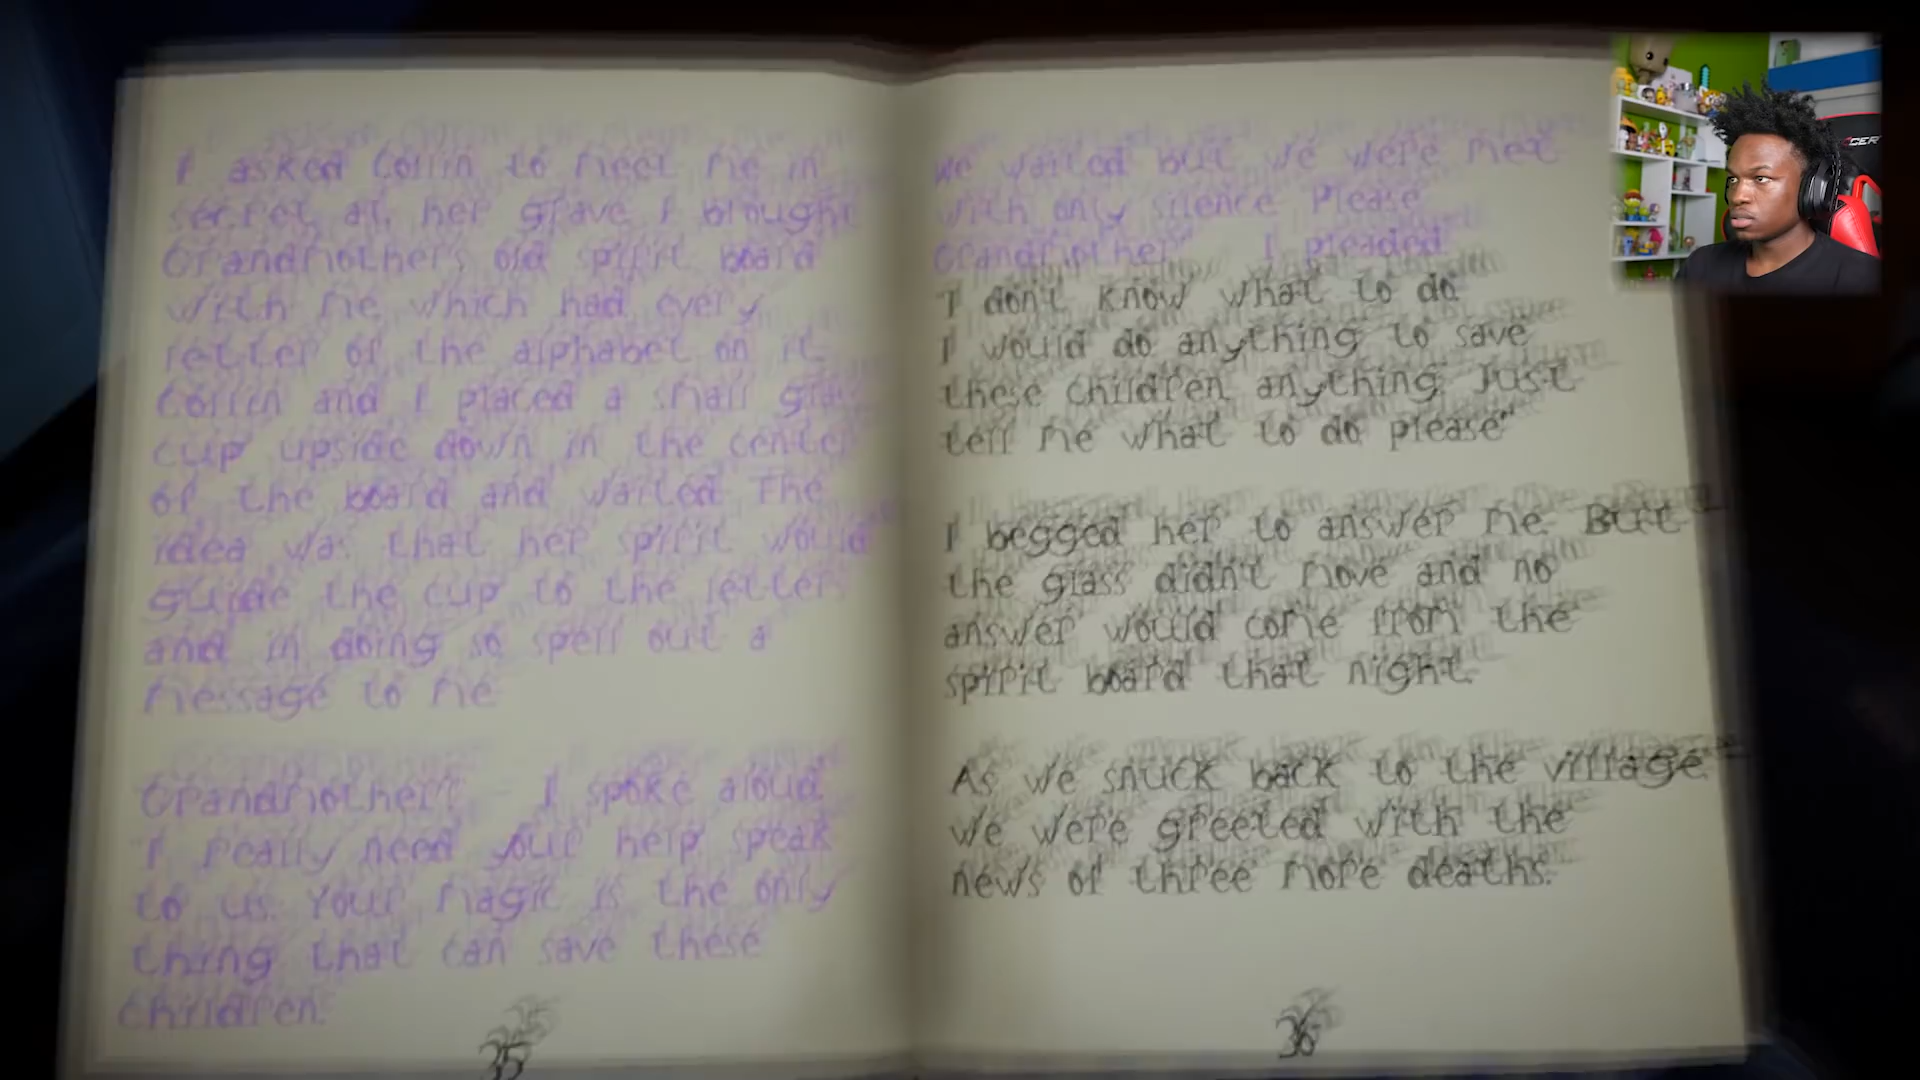 I asked Collin to meet me in
secret at her grave I brought
Grandmothers old spirit board
with me which had every
letter of the alphabet on it
Collin and I placed a small glass
cup upside down in the center
of the board and waited The
idea was that her spirit would
guide the cup to the letter
and in doing so spell out a
message to me
Grandmother" - I spoke aloud
"I really need your help speak
to us. Your magic is the only
thing that can save these
children.
35
We waited but we were met
with only silence Please
Grandmother" I pleaded
"I don't know what to do
I would do anything to save
these children anything. Just
tell me what to do please"
I begged her to answer me. But
the glass didn't move and no
answer would come from the
spirit board that night.
As we snuck back to the village
we were greeted with the
news of three more deaths.
36